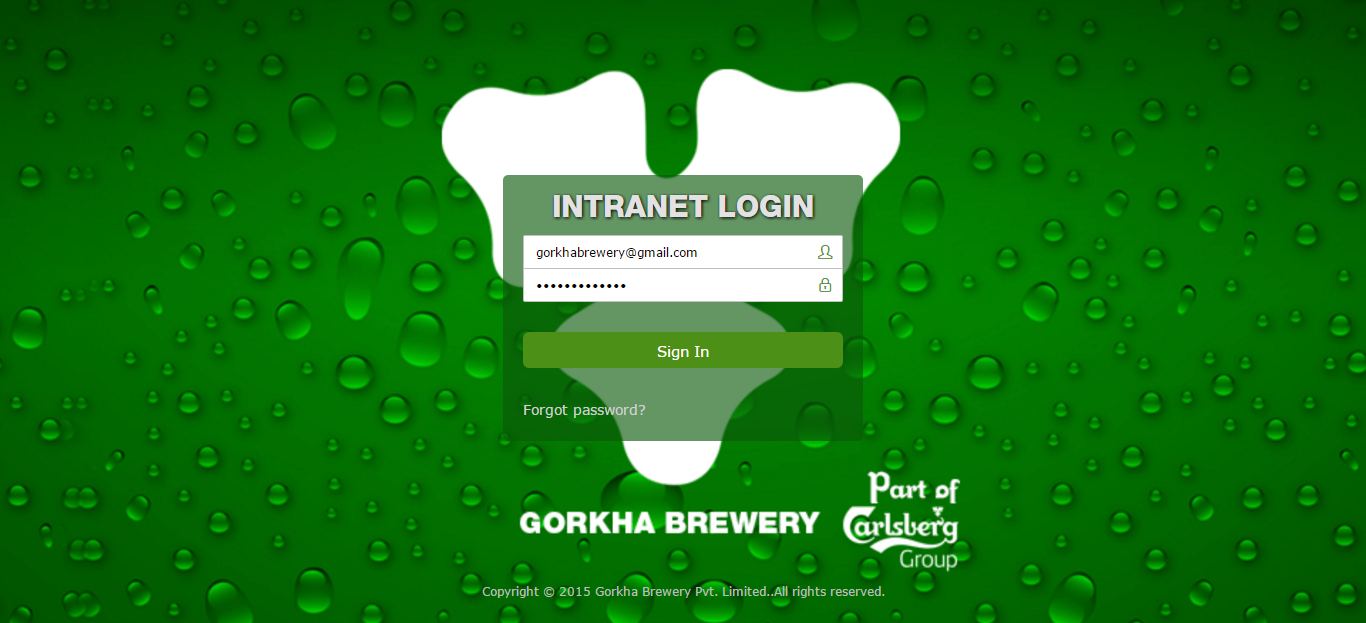 INTRANET LOGIN
gorkhabrewery@gmail.com
•••••••••••••
Sign In
Forgot password?
Part of
Carlsberg
Group
GORKHA BREWERY
Copyright © 2015 Gorkha Brewery Pvt. Limited..All rights reserved.